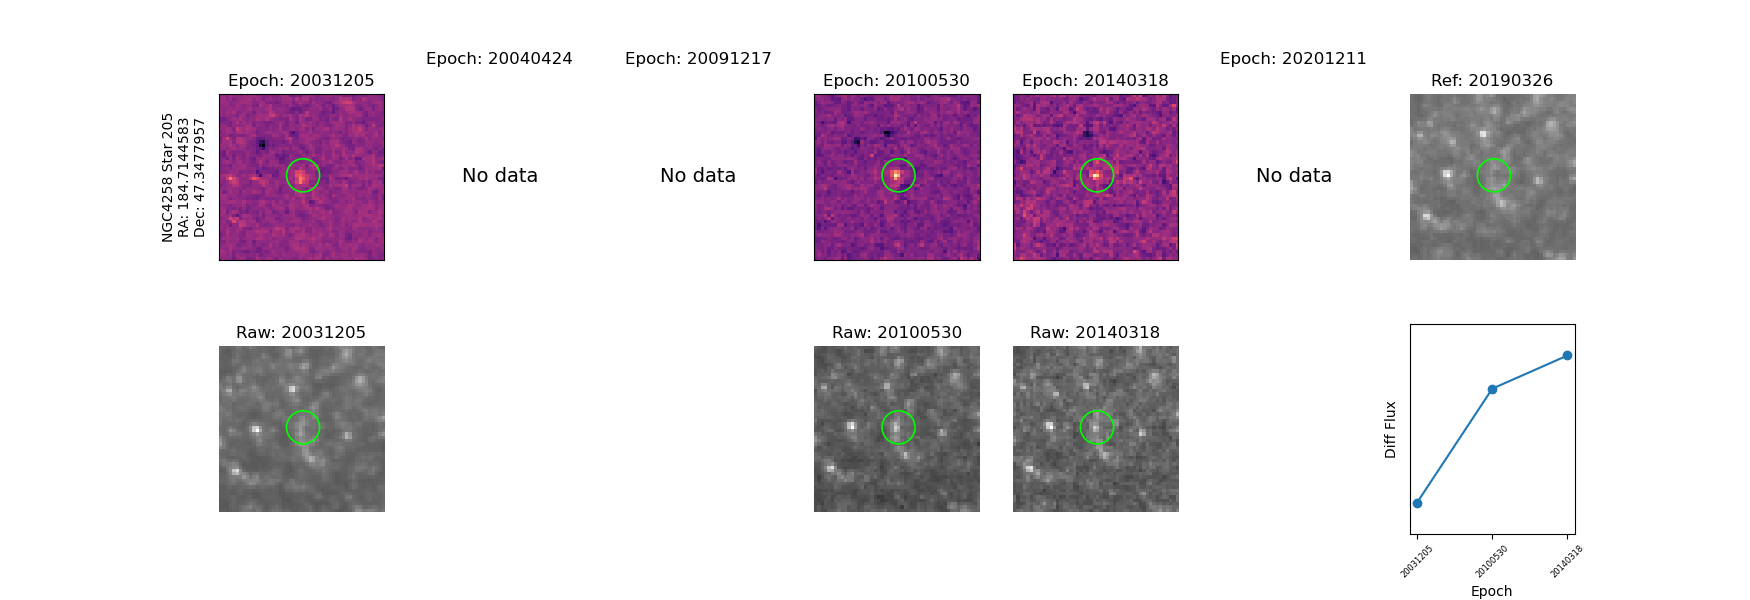 Epoch: 20040424
Epoch: 20091217
Epoch: 20201211
Epoch: 20031205
Epoch: 20100530
Epoch: 20140318
Ref: 20190326
NGC4258 Star 205
RA: 184.7144583
Dec: 47.3477957
No data
No data
No data
Raw: 20031205
Raw: 20100530
Raw: 20140318
Diff Flux
20031205
20100530
20140318
Epoch